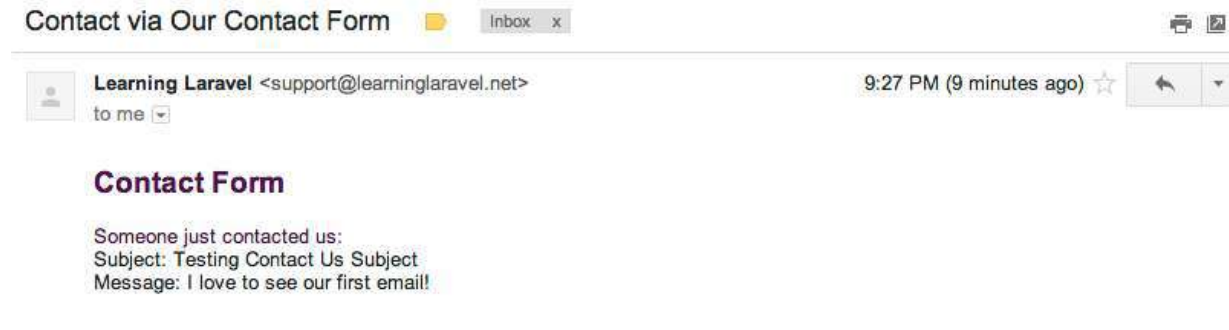 Contact via Our Contact Form
Inbox x
Learning Laravel <support@learninglaravel.net>
9:27 PM (9 minutes ago)
to me
Contact Form
Someone just contacted us:
Subject: Testing Contact Us Subject
Message: I love to see our first email!